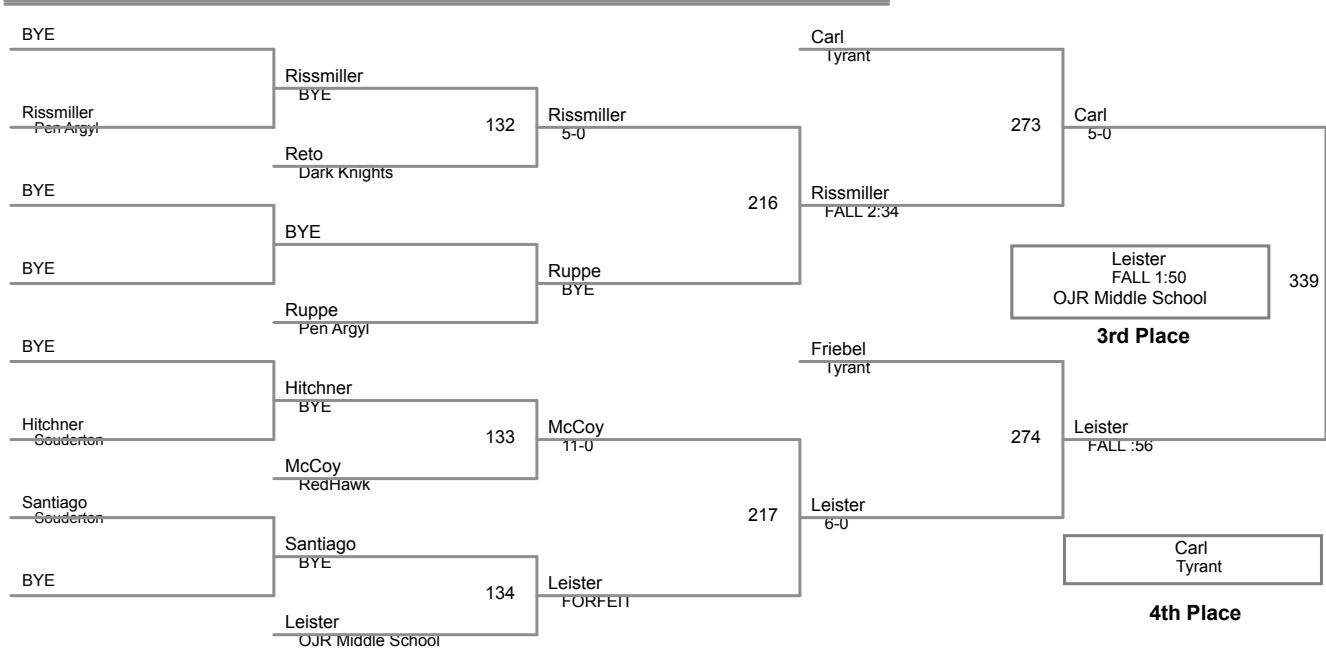 BYE
Rissmiller
Pen Argyl
BYE
BYE
BYE
Hitchner
Souderton
Santiago
Souderton
BYE
Rissmiller
BYE
132
Reto
Dark Knights
BYE
Ruppe
Pen Argyl
Hitchner
BYE
133
McCoy
RedHawk
Santiago
BYE
134
Leister
OJR Middle School
Rissmiller
5-0
216
Ruppe
BYE
McCoy
11-0
217
Leister
FORFEIT
Carl
Tyrant
273
Rissmiller
FALL 2:34
Friebel
Tyrant
274
Leister
6-0
Carl
5-0
Leister
FALL 1:50
OJR Middle School
339
3rd Place
Leister
FALL :56
Carl
Tyrant
4th Place